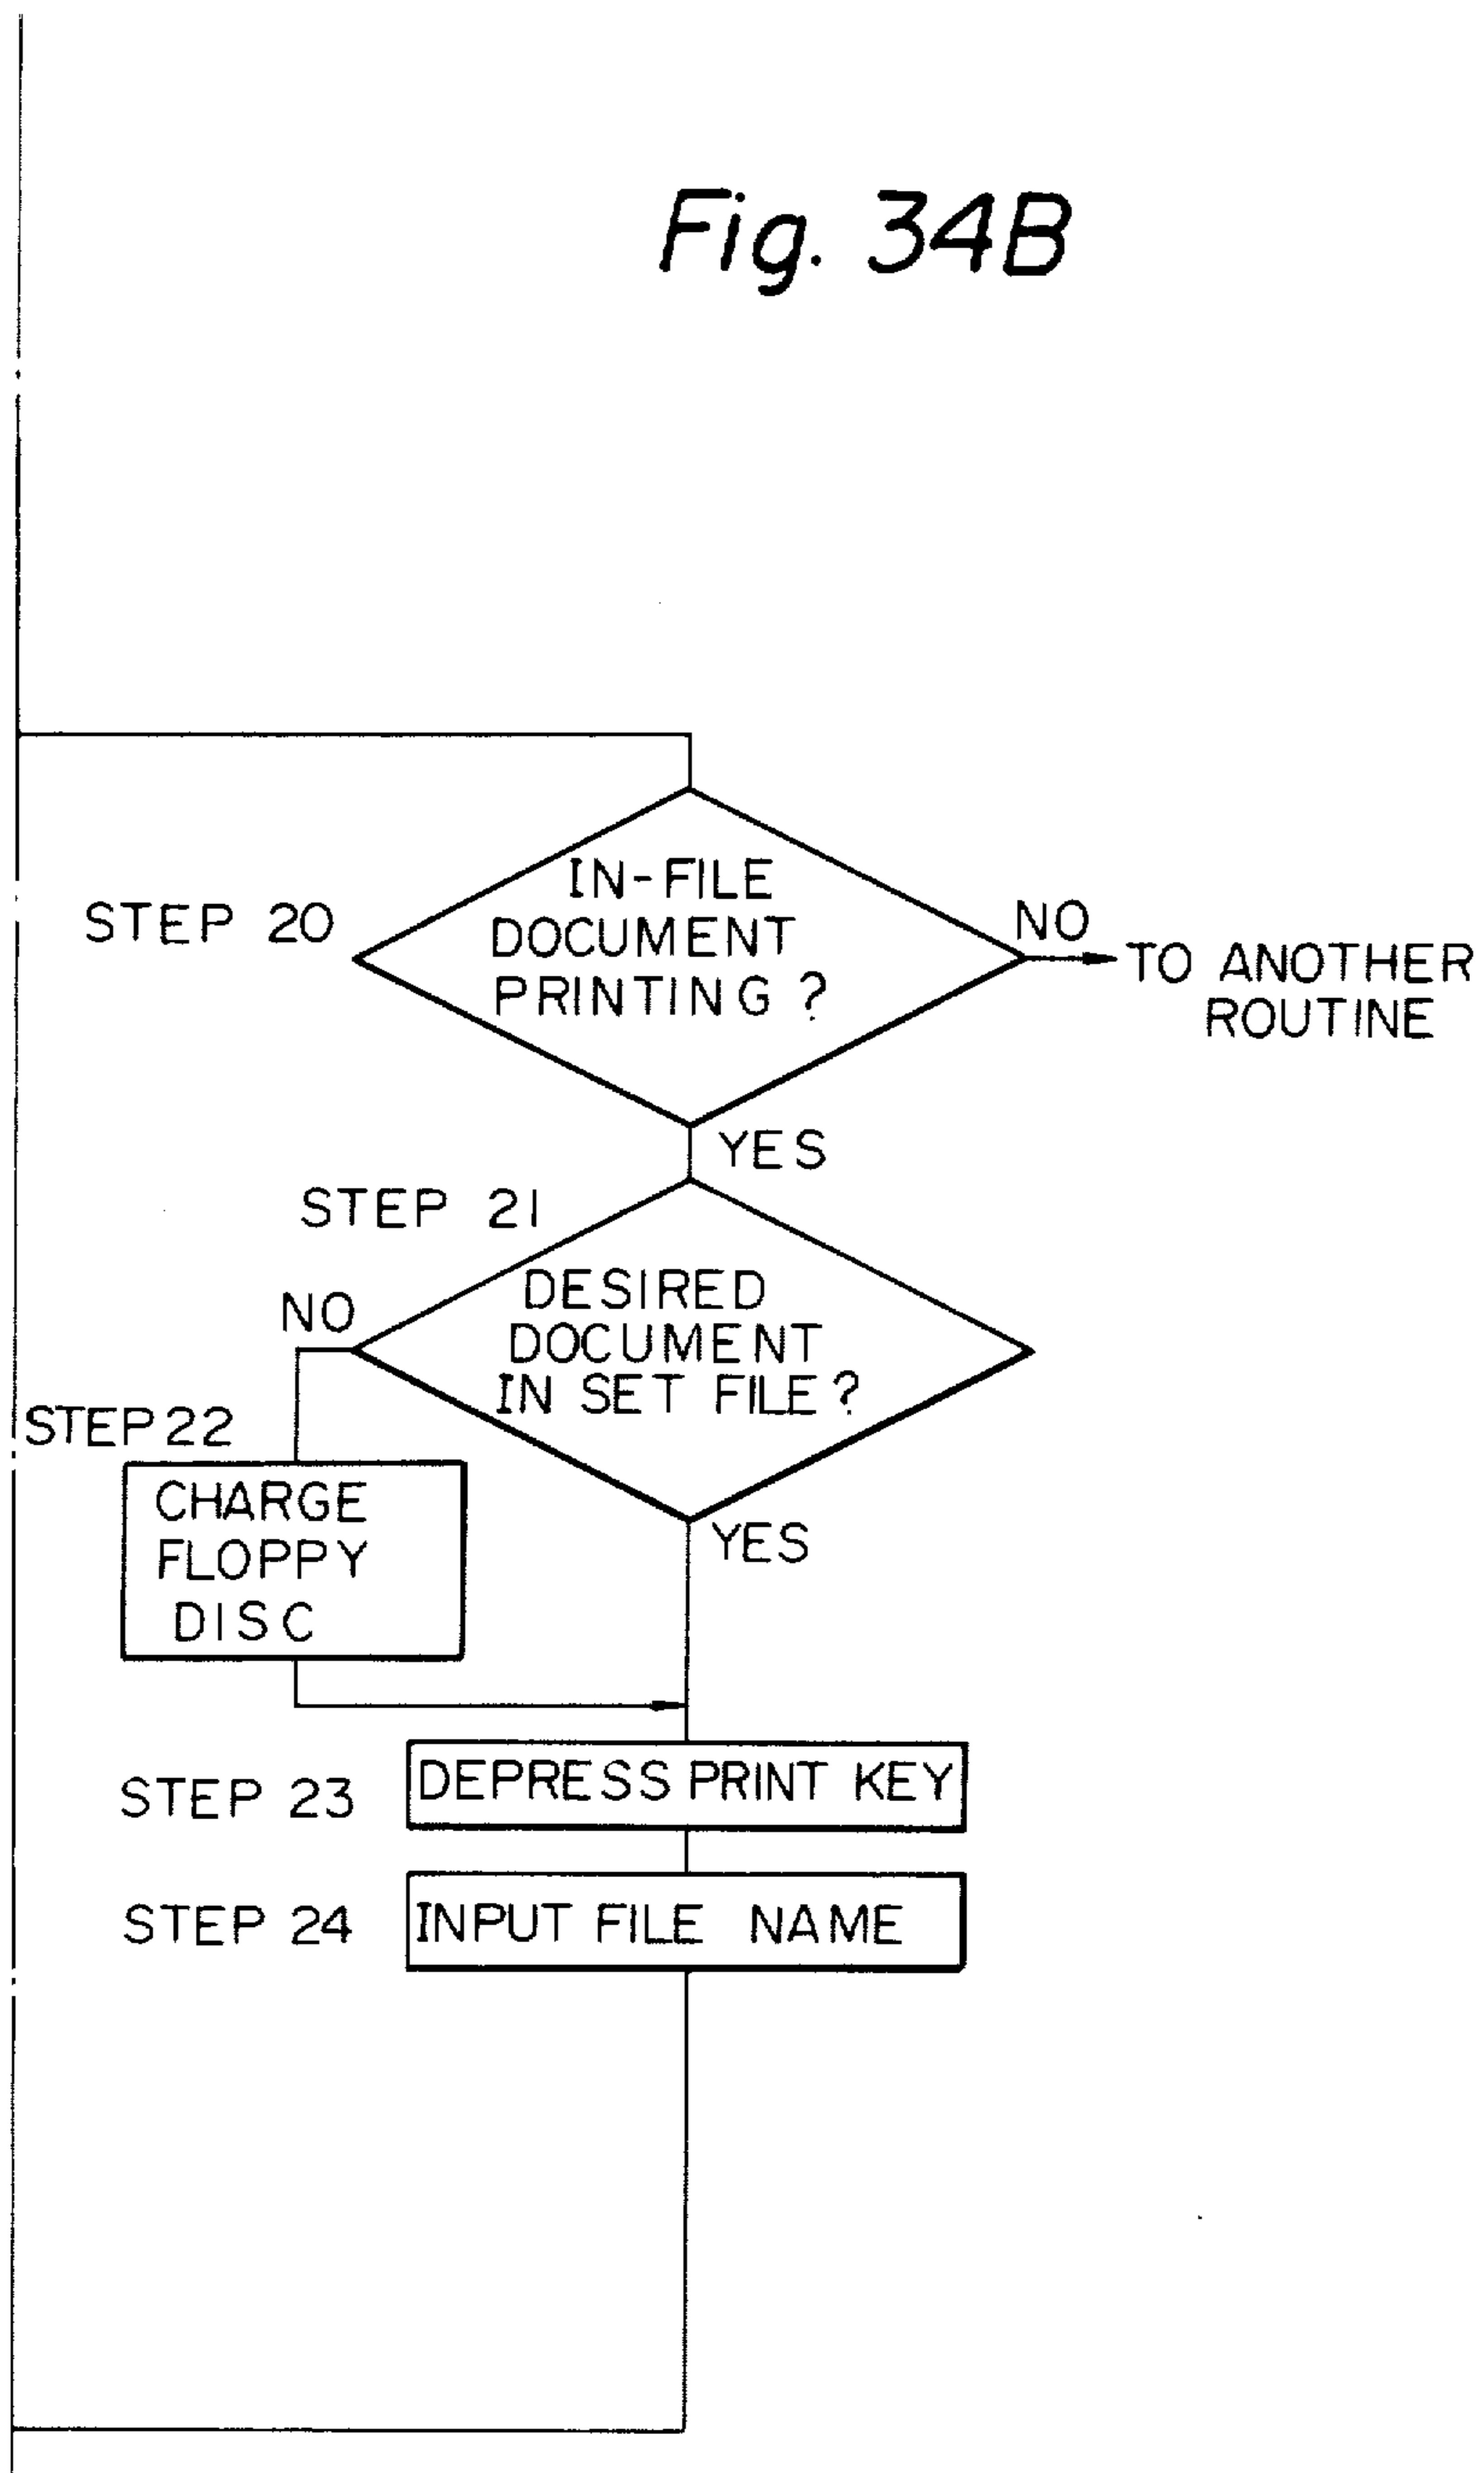 Fig. 34B
STEP 20
IN-FILE
DOCUMENT
PRINTING ?
NO
TO ANOTHER
ROUTINE
YES
STEP 21
DESIRED
DOCUMENT
IN SET FILE ?
NO
YES
STEP 22
CHARGE
FLOPPY
DISC
STEP 23
DEPRESS PRINT KEY
STEP 24
INPUT FILE NAME